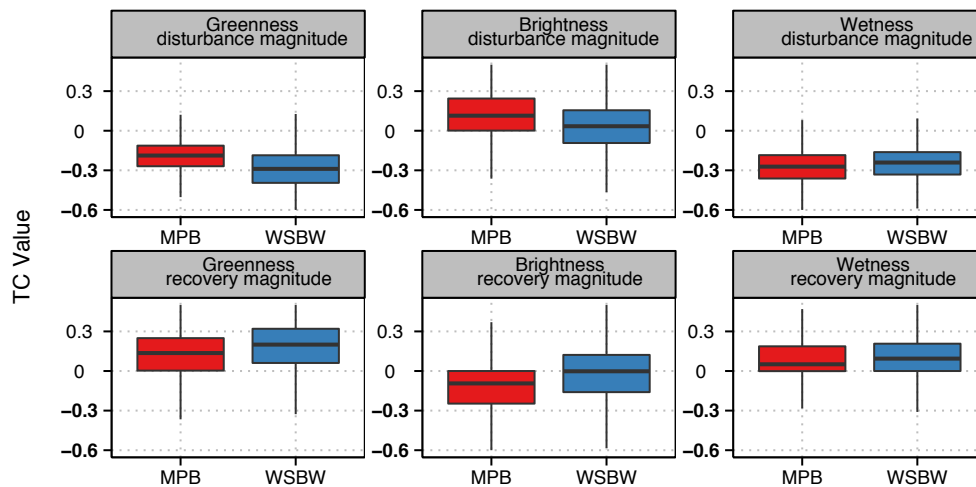 TC Value
Greenness
disturbance magnitude
Brightness
disturbance magnitude
Wetness
disturbance magnitude
0.3
0
−0.3
−0.6
0.3
0
−0.3
−0.6
0.3
0
−0.3
−0.6
MPB WSBW
MPB WSBW
MPB WSBW
Greenness
recovery magnitude
Brightness
recovery magnitude
Wetness
recovery magnitude
0.3
0
−0.3
−0.6
0.3
0
−0.3
−0.6
0.3
0
−0.3
−0.6
MPB WSBW
MPB WSBW
MPB WSBW